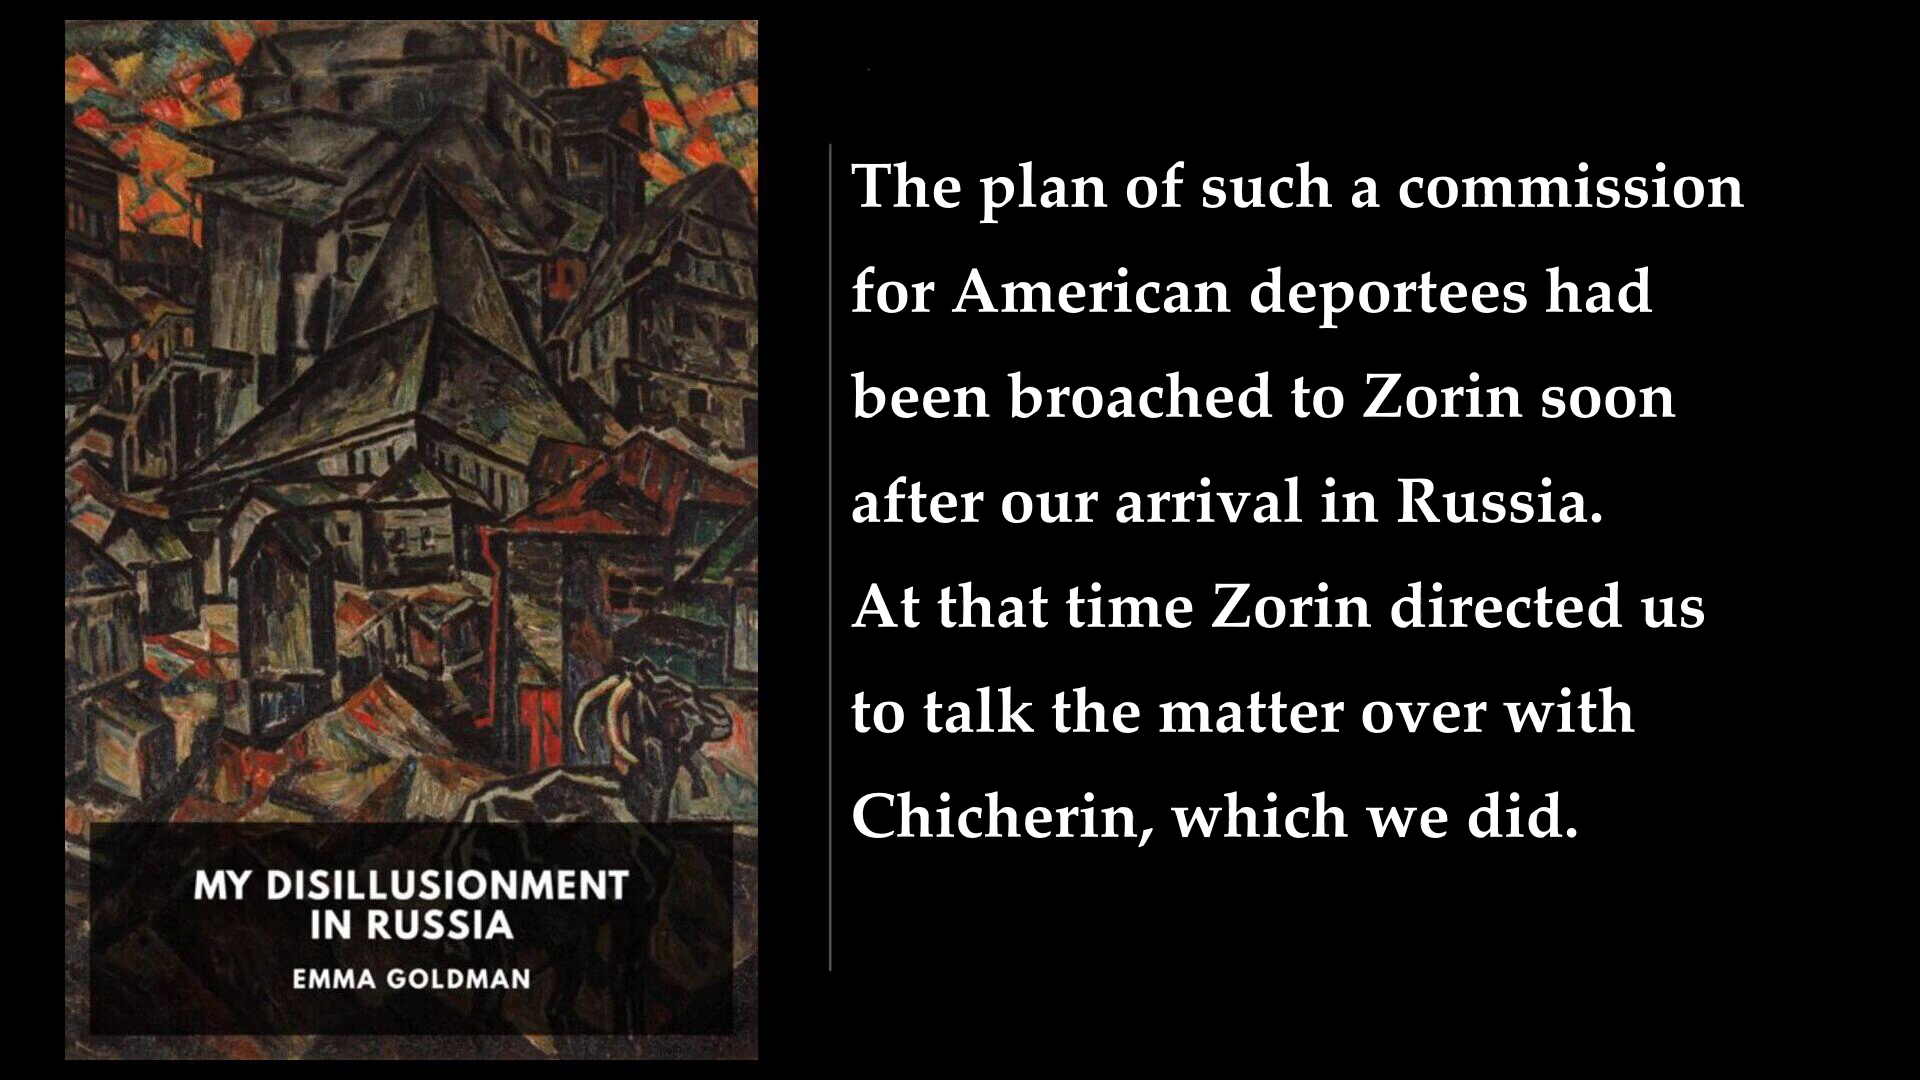 The plan of such a commission
for American deportees had
been broached to Zorin soon
after our arrival in Russia.
At that time Zorin directed us
to talk the matter over with
Chicherin, which we did.
MY DISILLUSIONMENT
IN RUSSIA
EMMA GOLDMAN